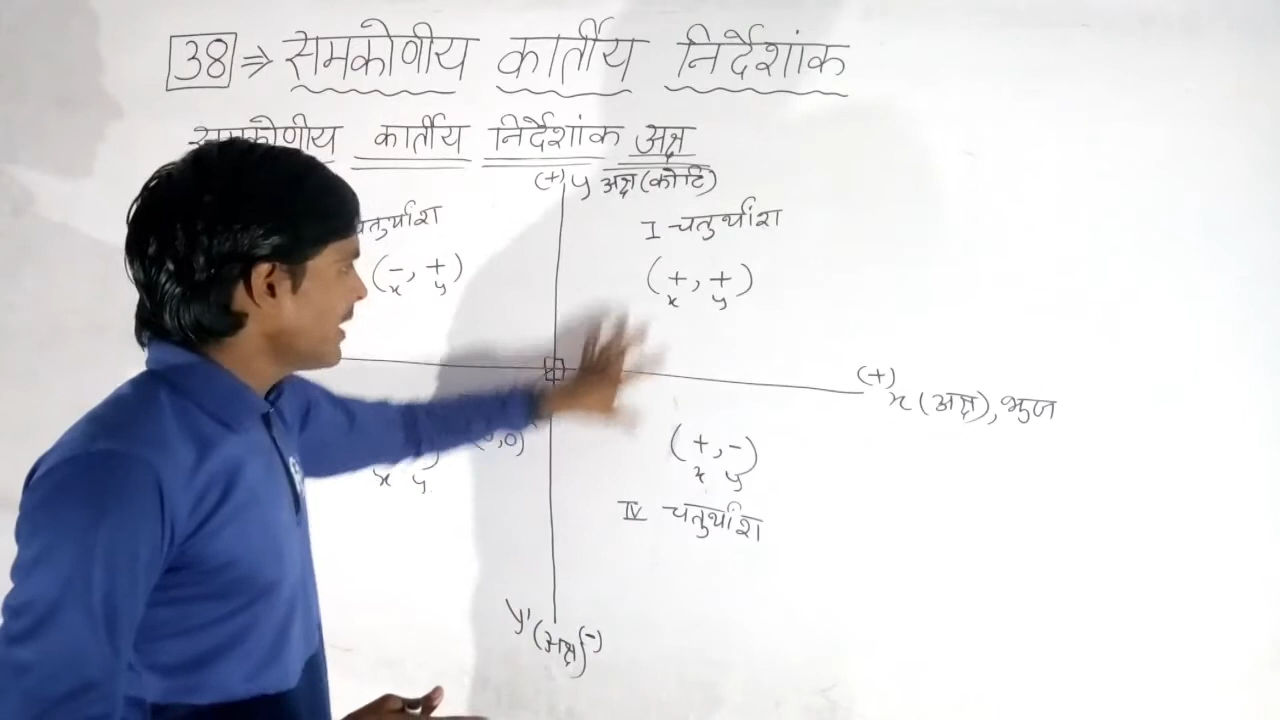 38 ⇒ समकोणीय कार्तीय निर्देशांक
समकोणीय कार्तीय निर्देशांक अक्ष
(+) y अक्ष (कोटि)
चतुर्थांश
I चतुर्थांश
(-, +)
x y
(+, +)
x y
(+)
x (अक्ष), भुज
x y
(0,0)
(+, -)
x y
IV चतुर्थांश
y' (अक्ष) (-)